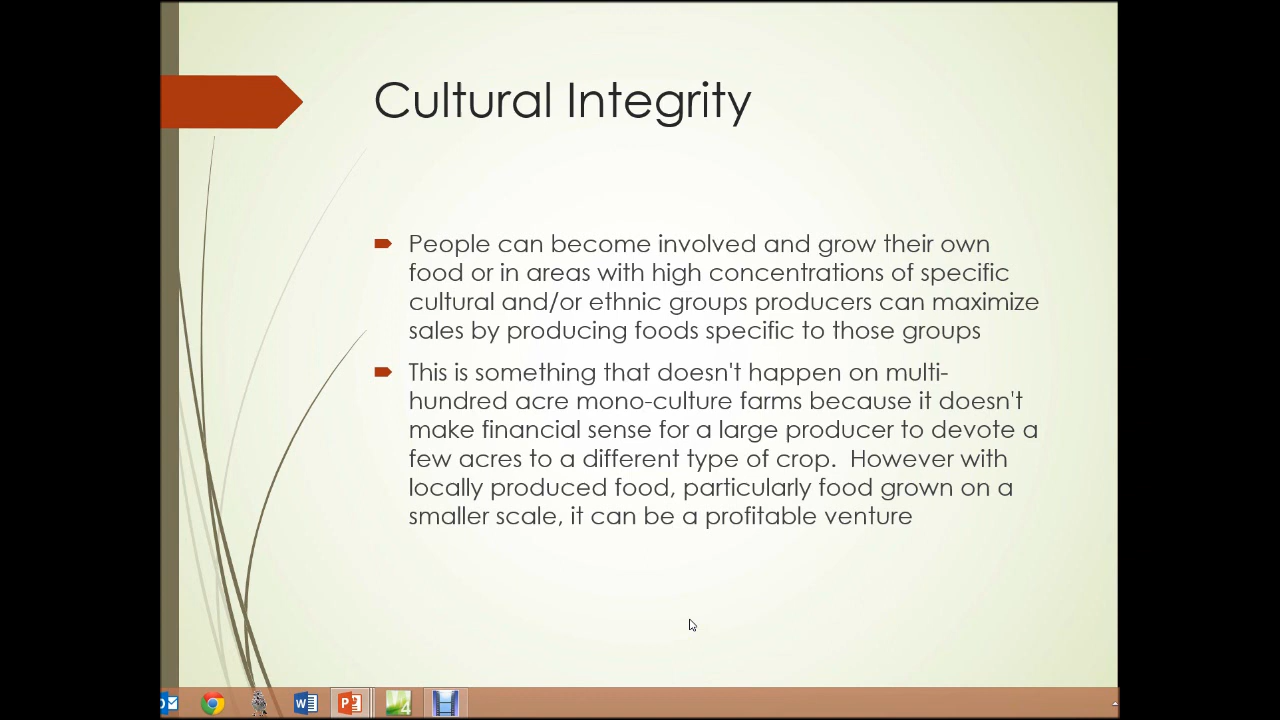 Cultural Integrity
People can become involved and grow their own
food or in areas with high concentrations of specific
cultural and/or ethnic groups producers can maximize
sales by producing foods specific to those groups
This is something that doesn't happen on multi-
hundred acre mono-culture farms because it doesn't
make financial sense for a large producer to devote a
few acres to a different type of crop.  However with
locally produced food, particularly food grown on a
smaller scale, it can be a profitable venture